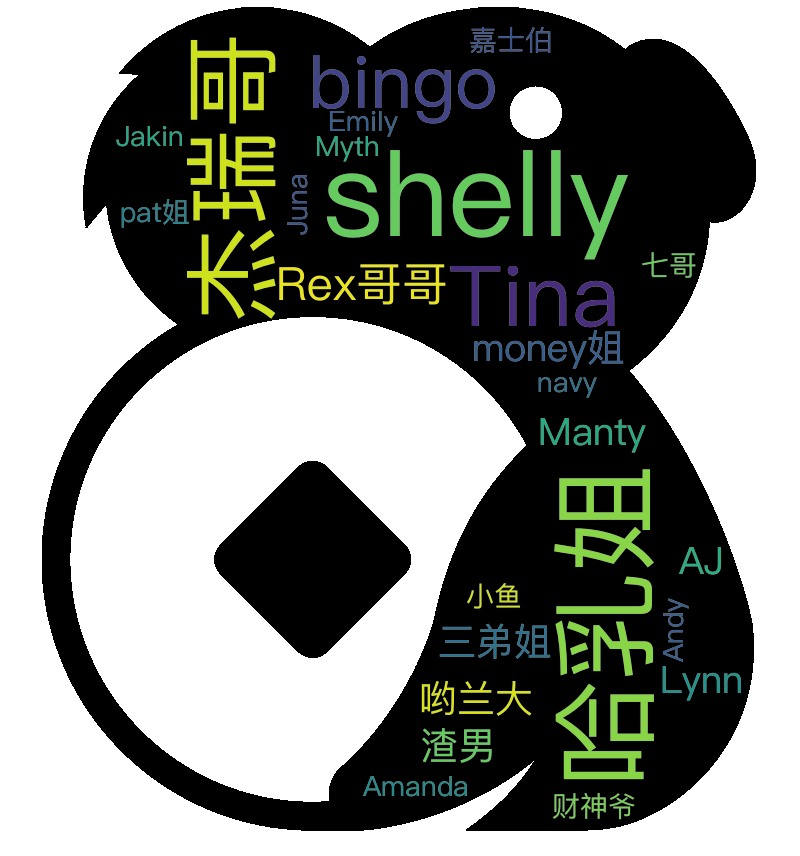 嘉士伯
杰瑞哥
bingo
Emily
Jakin
Myth
shelly
Juna
pat姐
七哥
Rex哥哥
Tina
money姐
navy
Manty
哈乳姐
AJ
小鱼
Andy
三弟姐
Lynn
哟兰大
渣男
Amanda
财神爷